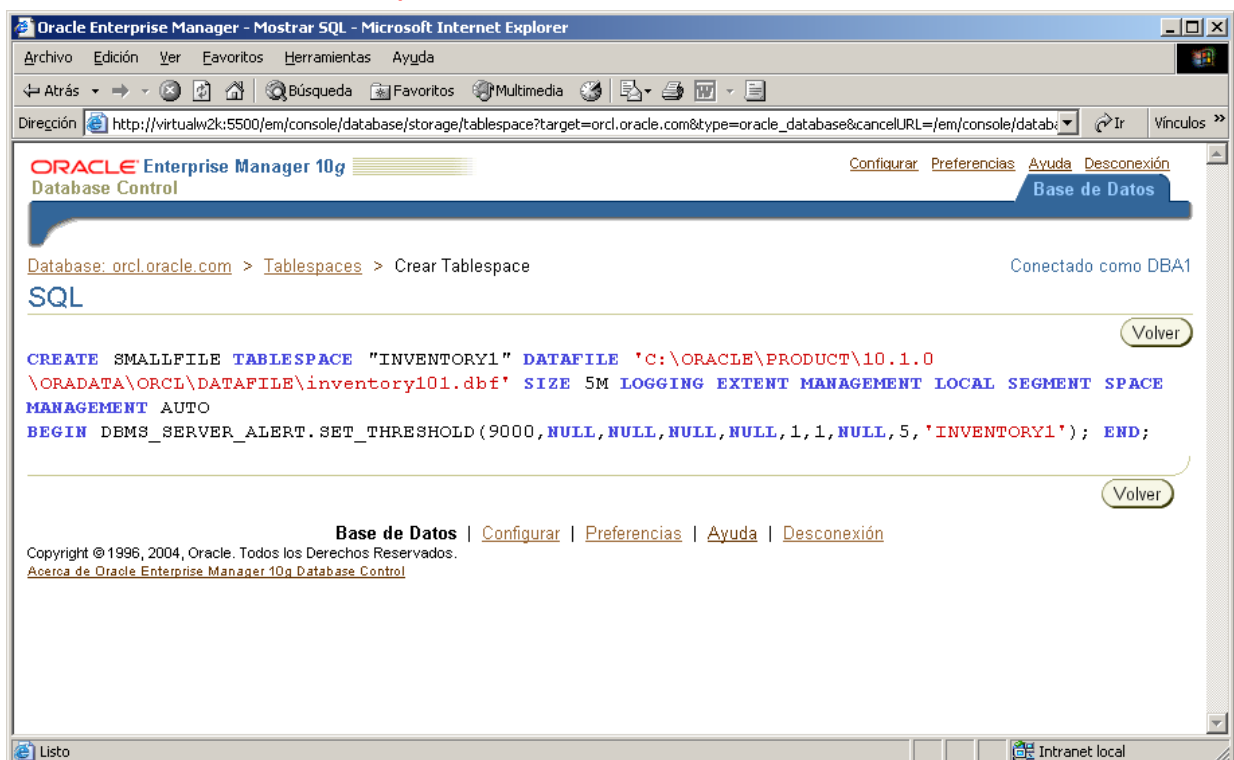 Oracle Enterprise Manager - Mostrar SQL - Microsoft Internet Explorer
Archivo Edición Ver Favoritos Herramientas Ayuda
Atrás Búsqueda Favoritos Multimedia
Dirección http://virtualw2k:5500/em/console/database/storage/tablespace?target=orcl.oracle.com&type=oracle_database&cancelURL=/em/console/databa Ir Vínculos »
ORACLE Enterprise Manager 10g
Configurar Preferencias Ayuda Desconexión
Database Control
Base de Datos
Database: orcl.oracle.com > Tablespaces > Crear Tablespace
Conectado como DBA1
SQL
Volver
CREATE SMALLFILE TABLESPACE "INVENTORY1" DATAFILE 'C:\ORACLE\PRODUCT\10.1.0
\ORADATA\ORCL\DATAFILE\inventory101.dbf' SIZE 5M LOGGING EXTENT MANAGEMENT LOCAL SEGMENT SPACE
MANAGEMENT AUTO
BEGIN DBMS_SERVER_ALERT.SET_THRESHOLD(9000,NULL,NULL,NULL,NULL,1,1,NULL,5,'INVENTORY1'); END;
Volver
Base de Datos | Configurar | Preferencias | Ayuda | Desconexión
Copyright © 1996, 2004, Oracle. Todos los Derechos Reservados.
Acerca de Oracle Enterprise Manager 10g Database Control
Listo
Intranet local